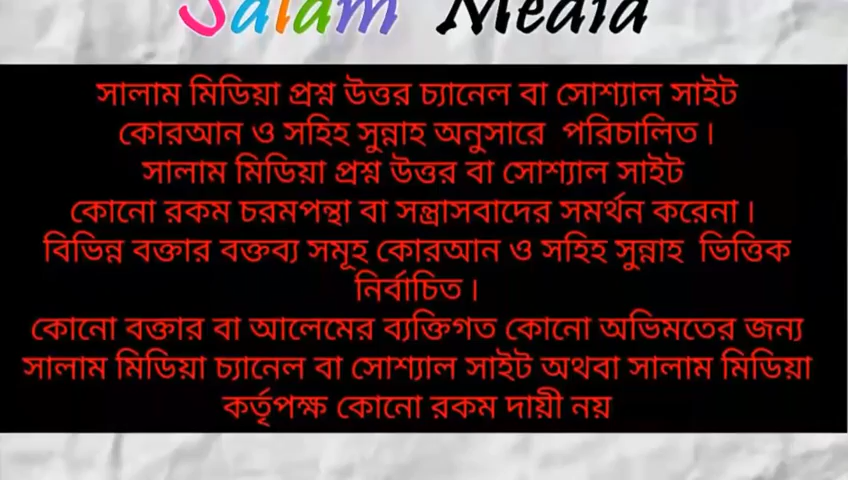 Salam Media
সালাম মিডিয়া প্রশ্ন উত্তর চ্যানেল বা সোশ্যাল সাইট
কোরআন ও সহিহ সুন্নাহ অনুসারে পরিচালিত।
সালাম মিডিয়া প্রশ্ন উত্তর বা সোশ্যাল সাইট
কোনো রকম চরমপন্থা বা সন্ত্রাসবাদের সমর্থন করেনা।
বিভিন্ন বক্তার বক্তব্য সমূহ কোরআন ও সহিহ সুন্নাহ ভিত্তিক
নির্বাচিত।
কোনো বক্তার বা আলেমের ব্যক্তিগত কোনো অভিমতের জন্য
সালাম মিডিয়া চ্যানেল বা সোশ্যাল সাইট অথবা সালাম মিডিয়া
কর্তৃপক্ষ কোনো রকম দায়ী নয়